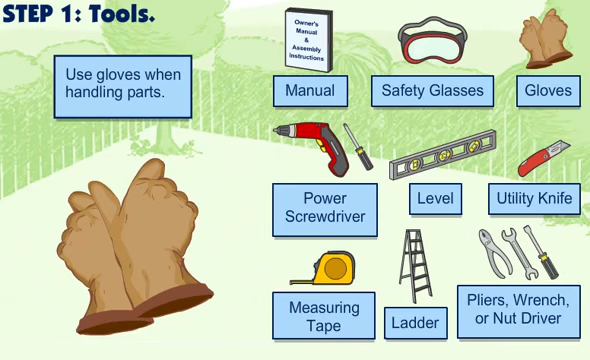 STEP 1: Tools.
Use gloves when
handling parts.
Owner's
Manual
&
Assembly
Instructions
Manual
Safety Glasses
Gloves
Power
Screwdriver
Level
Utility Knife
Measuring
Tape
Ladder
Pliers, Wrench,
or Nut Driver